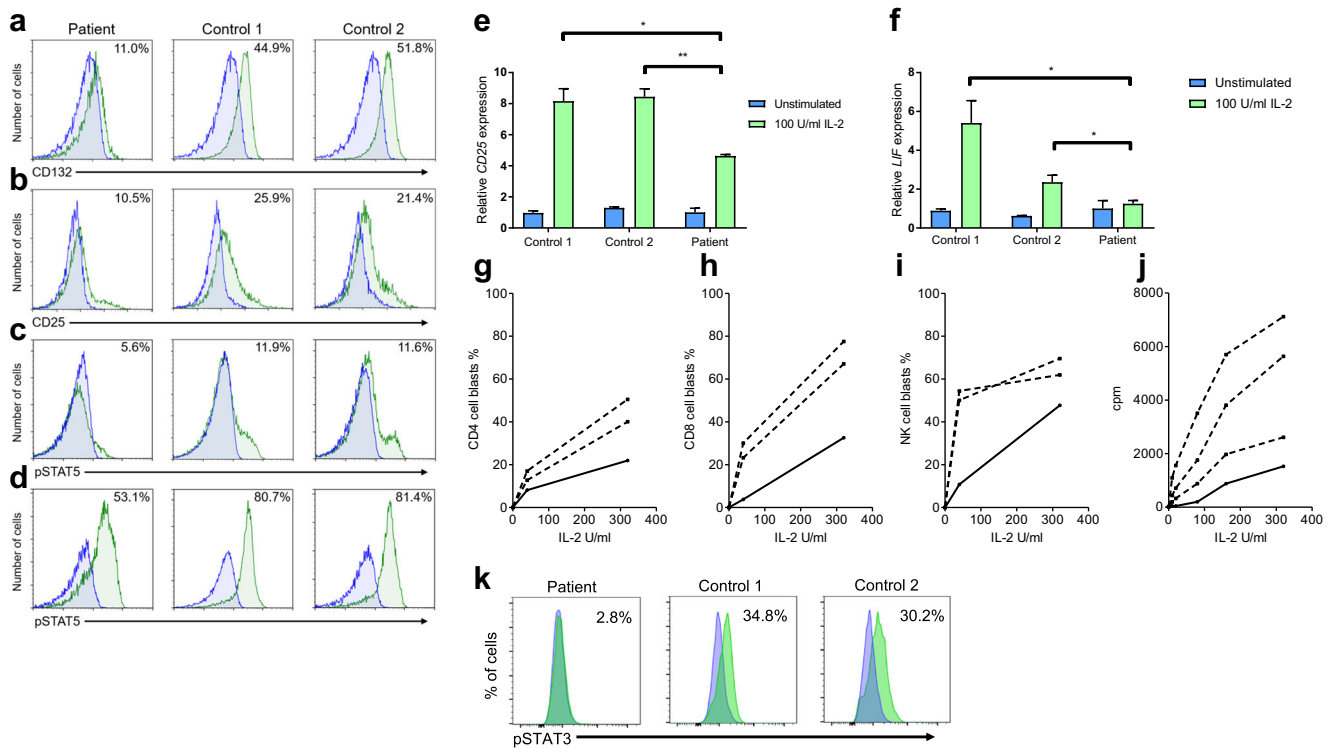 a
Patient
Control 1
Control 2
Number of cells
11.0%
44.9%
51.8%
CD132
b
Number of cells
10.5%
25.9%
21.4%
CD25
c
Number of cells
5.6%
11.9%
11.6%
pSTAT5
d
Number of cells
53.1%
80.7%
81.4%
pSTAT5
e
*
**
Relative CD25 expression
10
8
6
4
2
0
Control 1
Control 2
Patient
Unstimulated
100 U/ml IL-2
f
*
*
Relative LIF expression
8
6
4
2
0
Control 1
Control 2
Patient
Unstimulated
100 U/ml IL-2
g
CD4 cell blasts %
100
80
60
40
20
0
0 100 200 300 400
IL-2 U/ml
h
CD8 cell blasts %
100
80
60
40
20
0
0 100 200 300 400
IL-2 U/ml
i
NK cell blasts %
100
80
60
40
20
0
0 100 200 300 400
IL-2 U/ml
j
cpm
8000
6000
4000
2000
0
0 100 200 300 400
IL-2 U/ml
k
Patient
Control 1
Control 2
% of cells
2.8%
34.8%
30.2%
pSTAT3